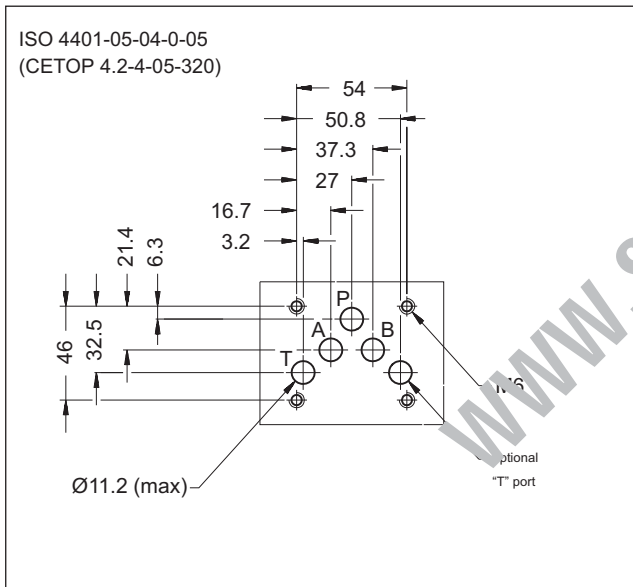 ISO 4401-05-04-0-05
(CETOP 4.2-4-05-320)
54
50.8
37.3
27
16.7
3.2
21.4
6.3
46
32.5
P
A
B
T
M6
Ø11.2 (max)
"T" port
WWW.S